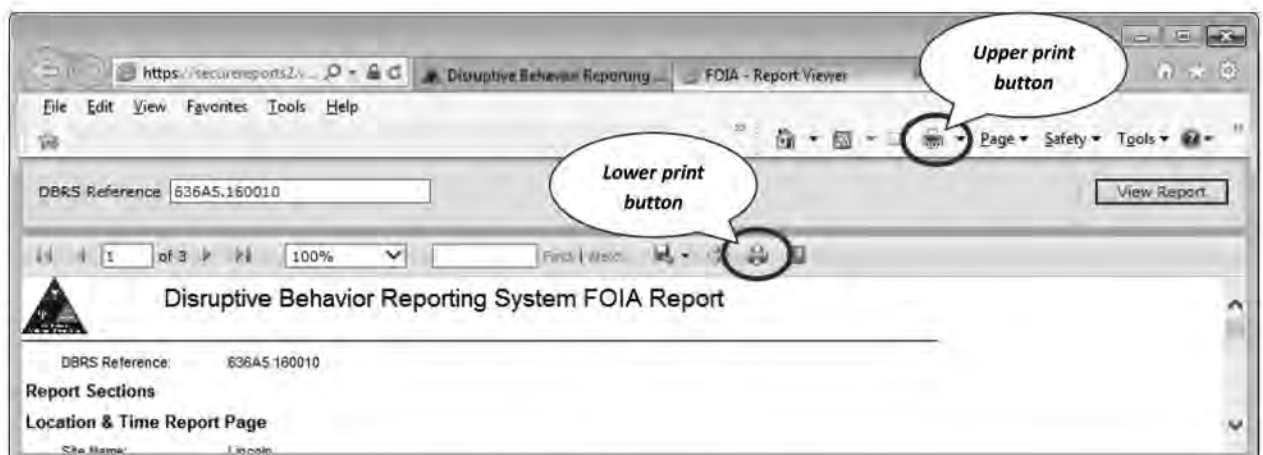 Upper print
button
https://securereports2.v...
Disruptive Behavior Reporting ...
FOIA - Report Viewer
File Edit View Favorites Tools Help
Page Safety Tools
Lower print
button
DBRS Reference 636A5.160010
View Report
1 of 3 100% Find | Next
Disruptive Behavior Reporting System FOIA Report
DBRS Reference: 636A5.160010
Report Sections
Location & Time Report Page
Site Name: Lincoln